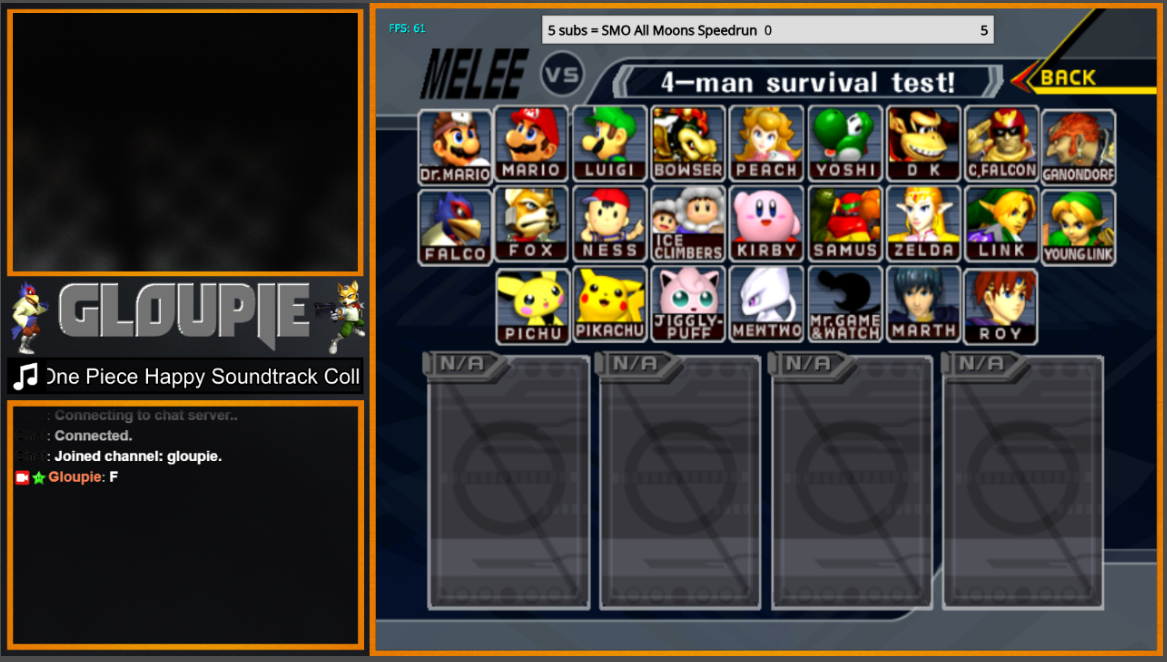 FPS: 61
5 subs = SMO All Moons Speedrun 0 5
MELEE VS
4-man survival test!
BACK
Dr.MARIO MARIO LUIGI BOWSER PEACH YOSHI D K C,FALCON GANONDORF
FALCO FOX NESS ICE CLIMBERS KIRBY SAMUS ZELDA LINK YOUNG LINK
PICHU PIKACHU JIGGLY-PUFF MEWTWO Mr.GAME & WATCH MARTH ROY
N/A N/A N/A N/A
GLOUPIE
One Piece Happy Soundtrack Coll
: Connecting to chat server..
: Connected.
: Joined channel: gloupie.
Gloupie: F